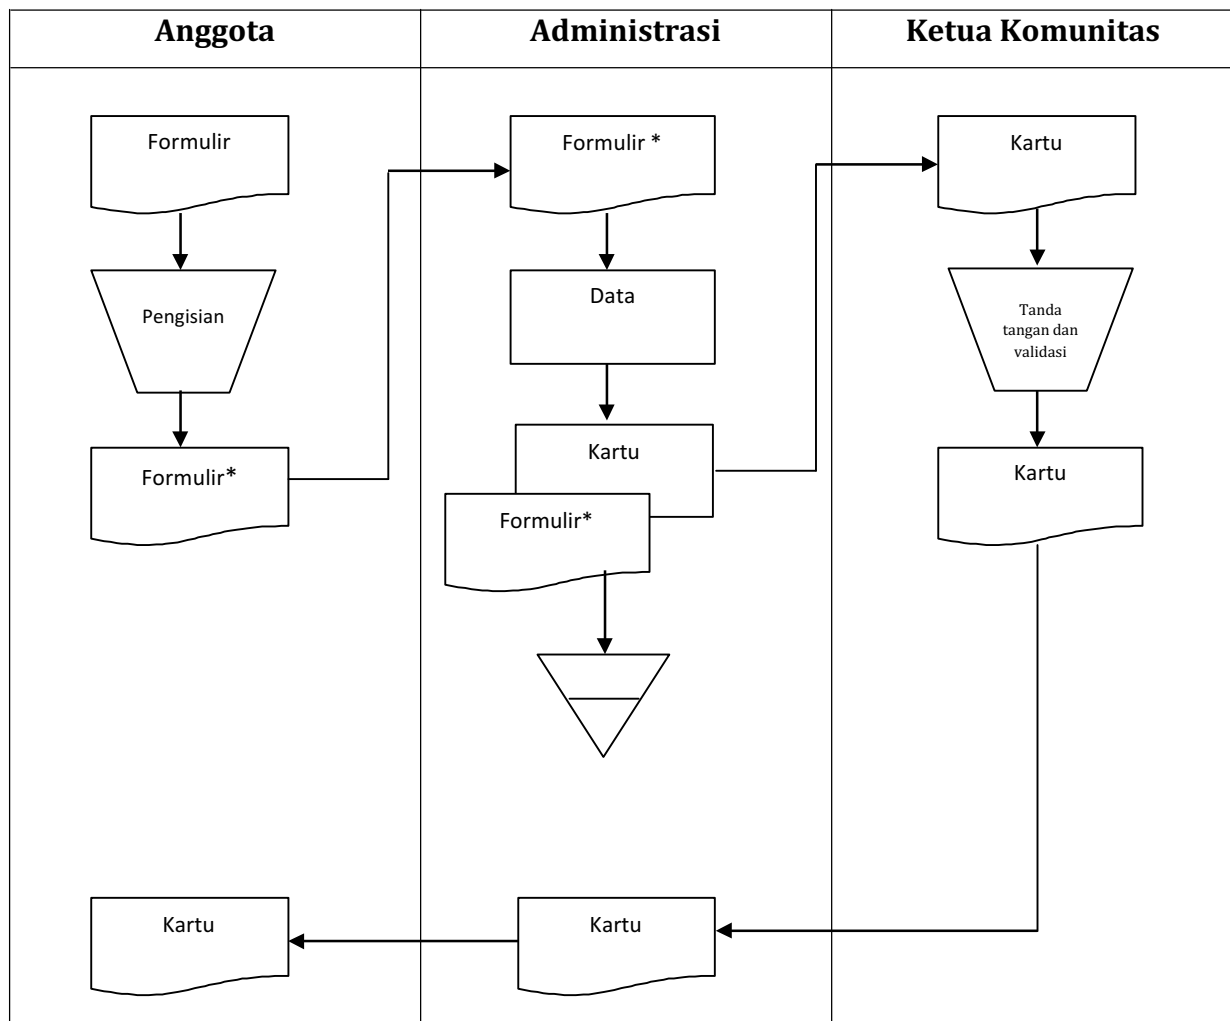 Anggota
Administrasi
Ketua Komunitas
Formulir
Pengisian
Formulir*
Formulir *
Data
Kartu
Formulir*
Kartu
Tanda
tangan dan
validasi
Kartu
Kartu
Kartu